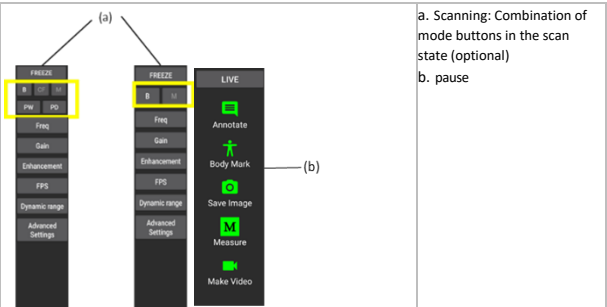 (a)
FREEZE
B CF M
PW PD
Freq
Gain
Enhancement
FPS
Dynamic range
Advanced
Settings
FREEZE
B M
Freq
Gain
Enhancement
FPS
Dynamic range
Advanced
Settings
LIVE
Annotate
Body Mark
Save Image
M
Measure
Make Video
(b)
a. Scanning: Combination of
mode buttons in the scan
state (optional)
b. pause